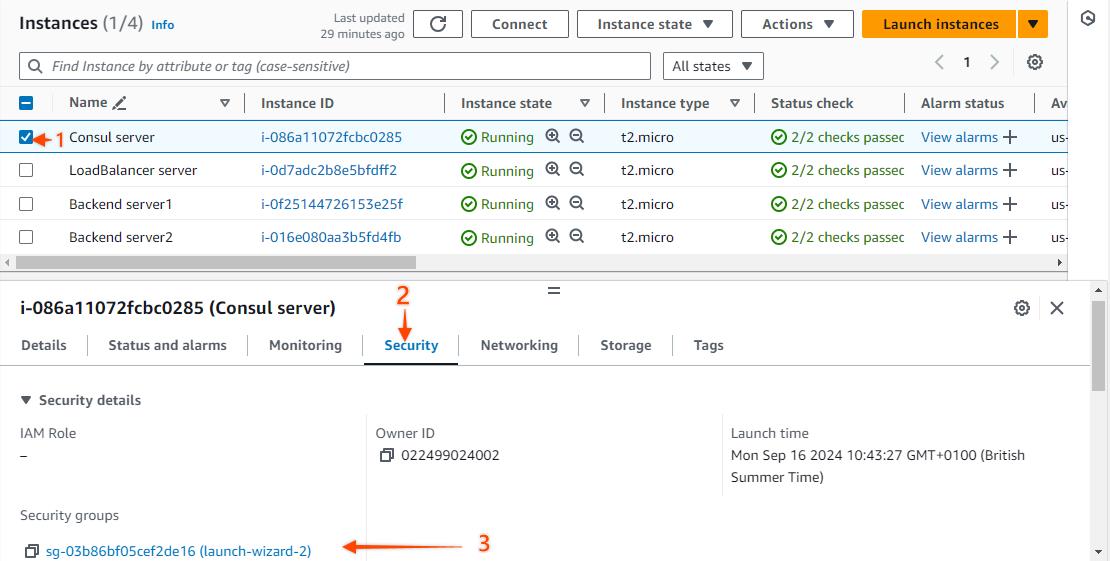 Instances (1/4) Info
Last updated
29 minutes ago
Connect
Instance state
Actions
Launch instances
Find Instance by attribute or tag (case-sensitive)
All states
1
Name Instance ID Instance state Instance type Status check Alarm status Av
1 Consul server i-086a11072fcbc0285 Running t2.micro 2/2 checks passec View alarms us-
LoadBalancer server i-0d7adc2b8e5bfdff2 Running t2.micro 2/2 checks passec View alarms us-
Backend server1 i-0f25144726153e25f Running t2.micro 2/2 checks passec View alarms us-
Backend server2 i-016e080aa3b5fd4fb Running t2.micro 2/2 checks passec View alarms us-
i-086a11072fcbc0285 (Consul server)
2
Details Status and alarms Monitoring Security Networking Storage Tags
Security details
IAM Role
–
Owner ID
022499024002
Launch time
Mon Sep 16 2024 10:43:27 GMT+0100 (British
Summer Time)
Security groups
sg-03b86bf05cef2de16 (launch-wizard-2) 3